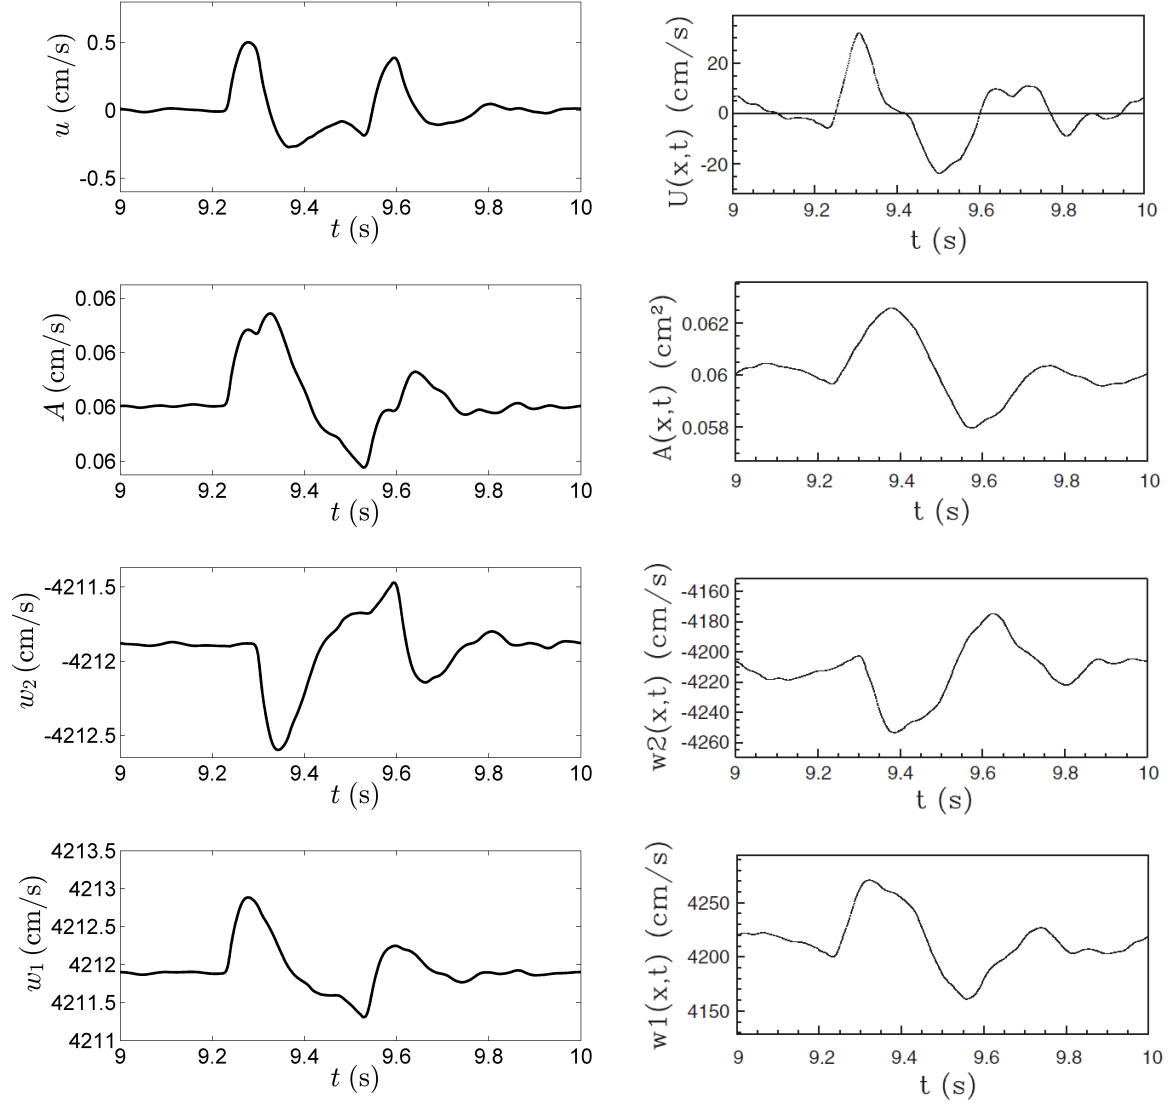 u (cm/s)
0.5
0
-0.5
9 9.2 9.4 9.6 9.8 10
t (s)
U(x,t) (cm/s)
20
0
-20
9 9.2 9.4 9.6 9.8 10
t (s)
A (cm/s)
0.06
0.06
0.06
0.06
9 9.2 9.4 9.6 9.8 10
t (s)
A(x,t) (cm²)
0.062
0.06
0.058
9 9.2 9.4 9.6 9.8 10
t (s)
w₂ (cm/s)
-4211.5
-4212
-4212.5
9 9.2 9.4 9.6 9.8 10
t (s)
w2(x,t) (cm/s)
-4160
-4180
-4200
-4220
-4240
-4260
9 9.2 9.4 9.6 9.8 10
t (s)
w₁ (cm/s)
4213.5
4213
4212.5
4212
4211.5
4211
9 9.2 9.4 9.6 9.8 10
t (s)
w1(x,t) (cm/s)
4250
4200
4150
9 9.2 9.4 9.6 9.8 10
t (s)